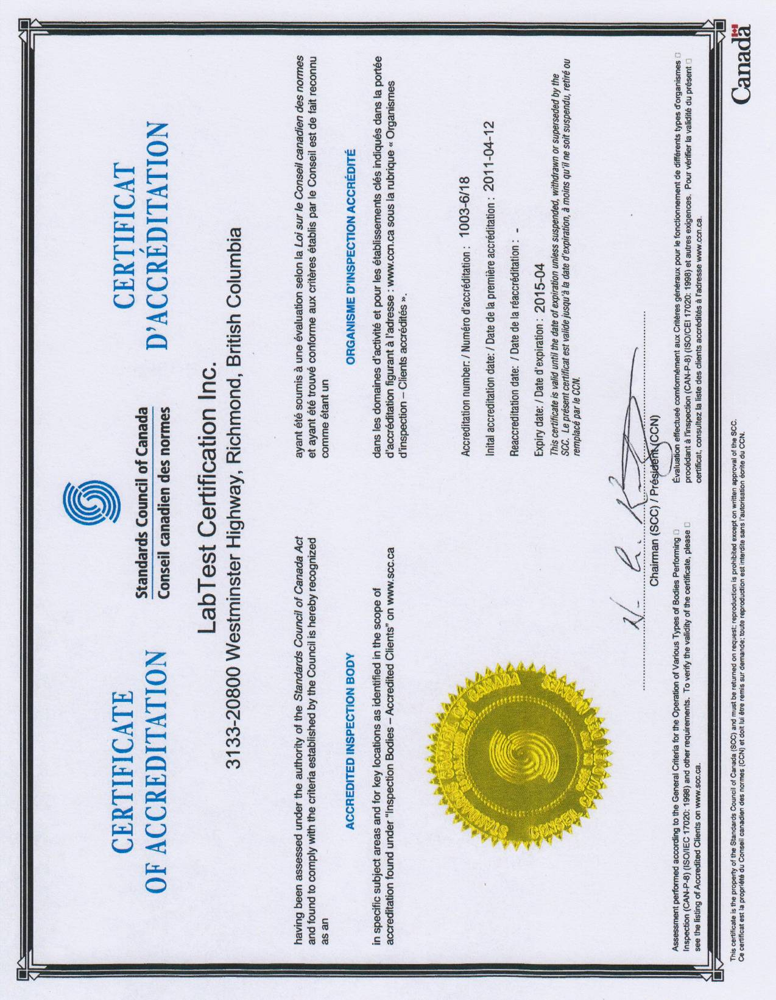 CERTIFICATE
OF ACCREDITATION
Standards Council of Canada
Conseil canadien des normes
CERTIFICAT
D'ACCRÉDITATION
LabTest Certification Inc.
3133-20800 Westminster Highway, Richmond, British Columbia
having been assessed under the authority of the Standards Council of Canada Act
and found to comply with the criteria established by the Council is hereby recognized
as an
ACCREDITED INSPECTION BODY
in specific subject areas and for key locations as identified in the scope of
accreditation found under "Inspection Bodies – Accredited Clients" on www.scc.ca
ayant été soumis à une évaluation selon la Loi sur le Conseil canadien des normes
et ayant été trouvé conforme aux critères établis par le Conseil est de fait reconnu
comme étant un
ORGANISME D'INSPECTION ACCRÉDITÉ
dans les domaines d'activité et pour les établissements clés indiqués dans la portée
d'accréditation figurant à l'adresse : www.ccn.ca sous la rubrique « Organismes
d'inspection – Clients accrédités ».
STANDARDS COUNCIL OF CANADA
CONSEIL CANADIEN DES NORMES
Accreditation number: / Numéro d'accréditation : 1003-6/18
Inital accreditation date: / Date de la première accréditation : 2011-04-12
Reaccreditation date: / Date de la réaccréditation : -
Expiry date: / Date d'expiration : 2015-04
This certificate is valid until the date of expiration unless suspended, withdrawn or superseded by the
SCC. Le présent certificat est valide jusqu'à la date d'expiration, à moins qu'il ne soit suspendu, retiré ou
remplacé par le CCN.
Chairman (SCC) / Président (CCN)
Assessment performed according to the General Criteria for the Operation of Various Types of Bodies Performing
Inspection (CAN-P-8) (ISO/IEC 17020: 1998) and other requirements. To verify the validity of the certificate, please
see the listing of Accredited Clients on www.scc.ca.
Évaluation effectueé comformément aux Critères généraux pour le fonctionnement de différents types d'organismes
procédant à l'inspection (CAN-P-8) (ISO/CEI 17020: 1998) et autres exigences. Pour vérifier la validité du présent
certificat, consultez la liste des clients accrédités à l'adresse www.ccn.ca.
This certificate is the property of the Standards Council of Canada (SCC) and must be returned on request; reproduction is prohibited except on written approval of the SCC.
Ce certificat est la propriété du Conseil canadien des normes (CCN) et doit lui être remis sur demande; toute reproduction est interdite sans l'autorisation écrite du CCN.
Canada